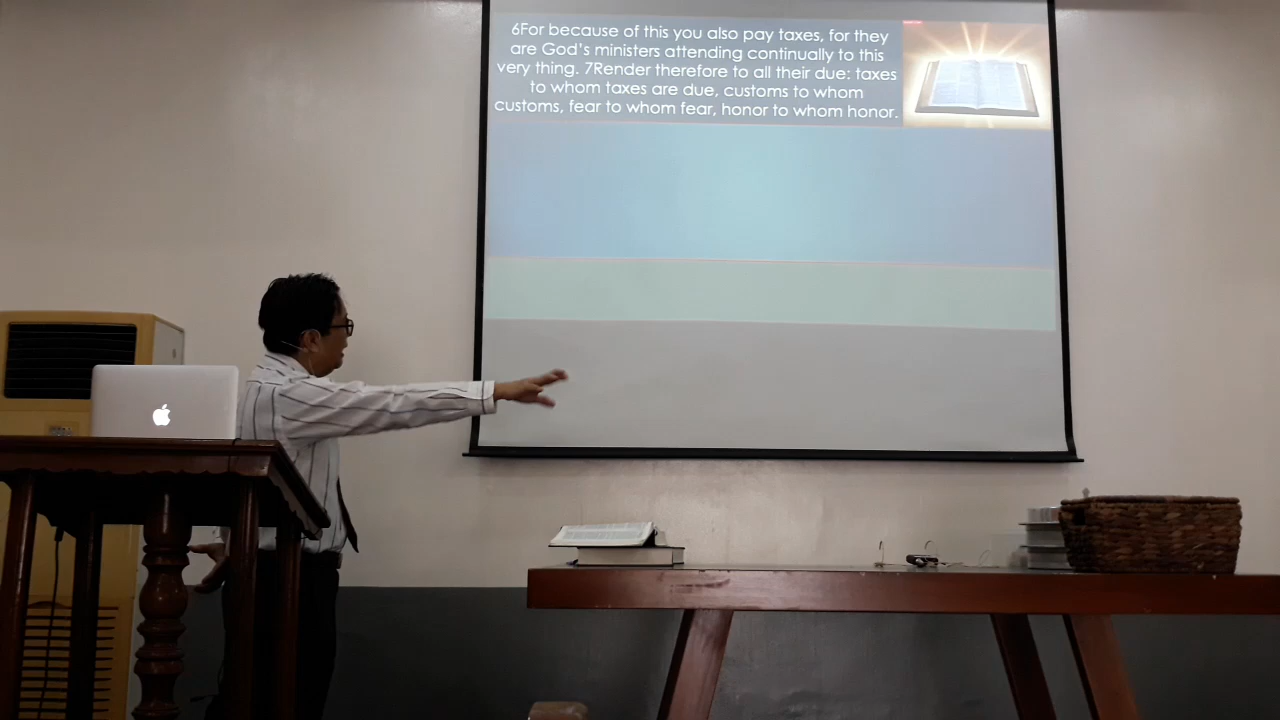 6For because of this you also pay taxes, for they
are God's ministers attending continually to this
very thing. 7Render therefore to all their due: taxes
to whom taxes are due, customs to whom
customs, fear to whom fear, honor to whom honor.